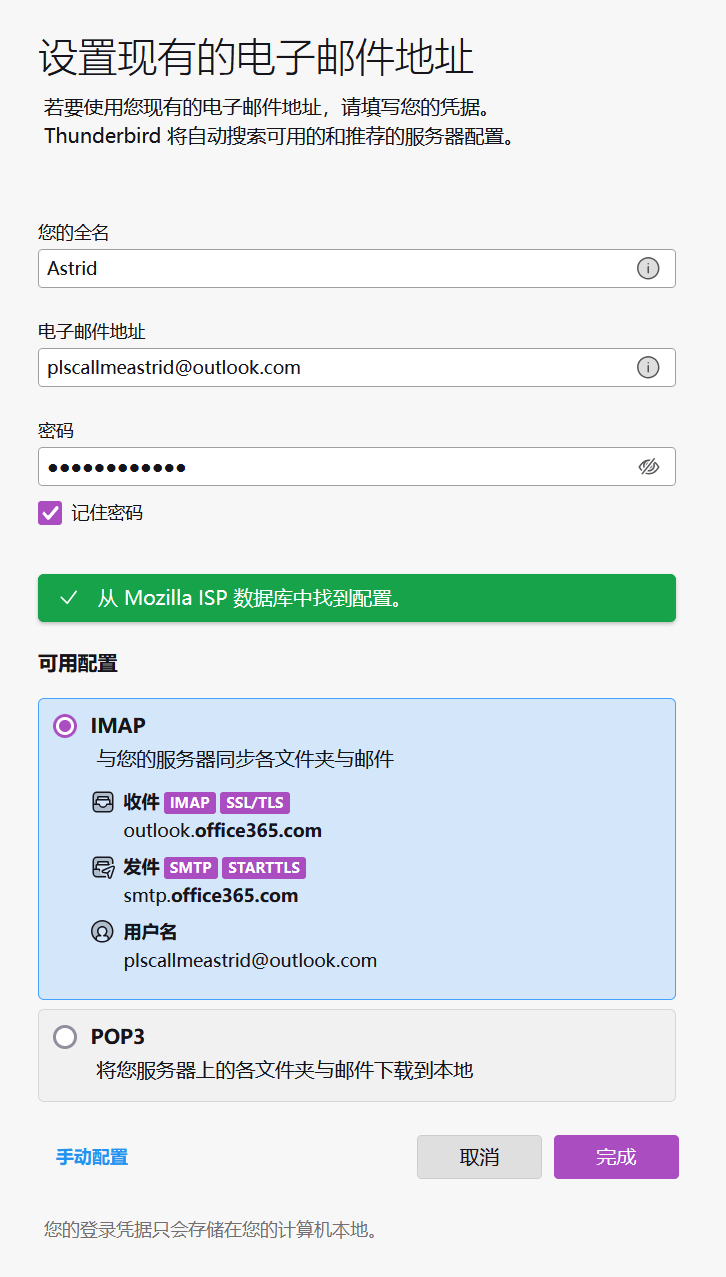 设置现有的电子邮件地址
若要使用您现有的电子邮件地址，请填写您的凭据。
Thunderbird 将自动搜索可用的和推荐的服务器配置。
您的全名
Astrid
电子邮件地址
plscallmeastrid@outlook.com
密码
●●●●●●●●●●●●
记住密码
从 Mozilla ISP 数据库中找到配置。
可用配置
IMAP
与您的服务器同步各文件夹与邮件
收件 IMAP SSL/TLS
outlook.office365.com
发件 SMTP STARTTLS
smtp.office365.com
用户名
plscallmeastrid@outlook.com
POP3
将您服务器上的各文件夹与邮件下载到本地
手动配置 取消 完成
您的登录凭据只会存储在您的计算机本地。